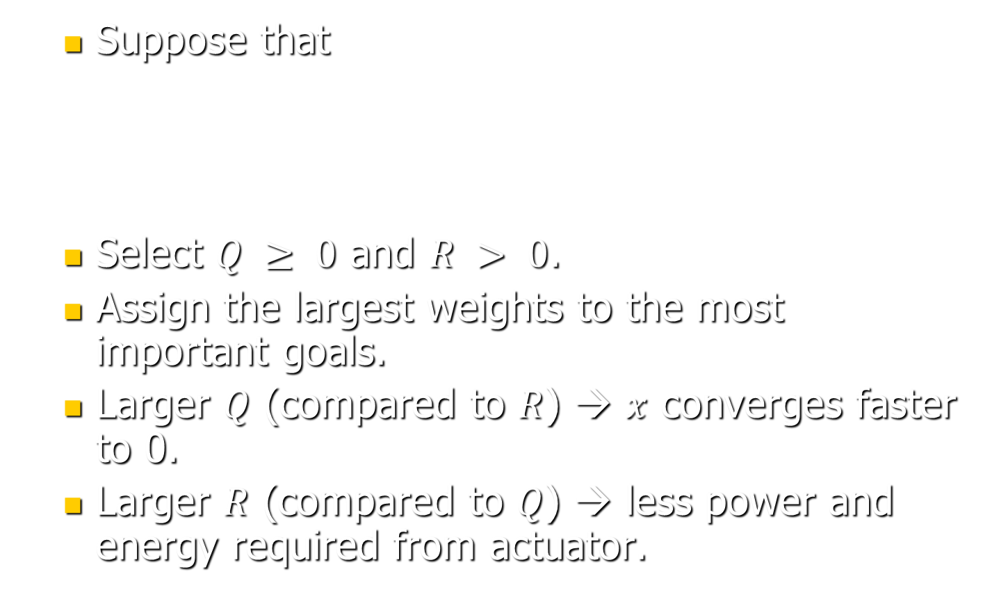 Suppose that
Select Q ≥ 0 and R > 0.
Assign the largest weights to the most
important goals.
Larger Q (compared to R) → x converges faster
to 0.
Larger R (compared to Q) → less power and
energy required from actuator.